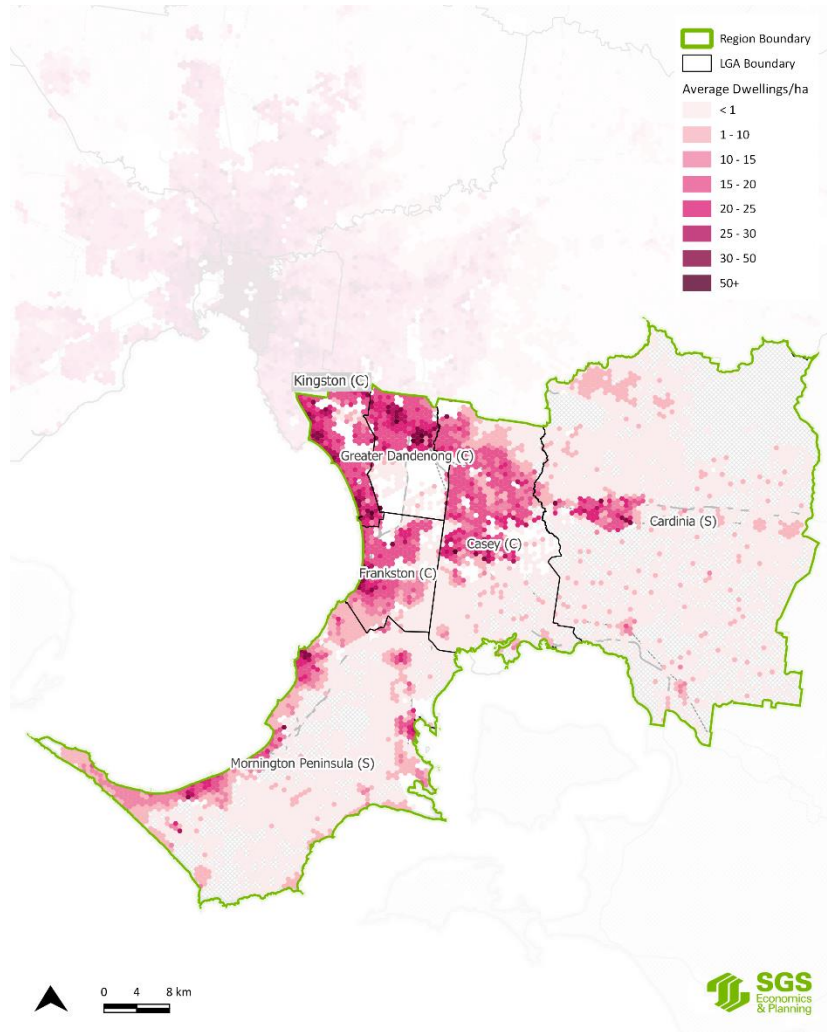 Region Boundary
LGA Boundary
Average Dwellings/ha
< 1
1 - 10
10 - 15
15 - 20
20 - 25
25 - 30
30 - 50
50+
Kingston (C)
Greater Dandenong (C)
Cardinia (S)
Casey (C)
Frankston (C)
Mornington Peninsula (S)
0 4 8 km
SGS
Economics
& Planning